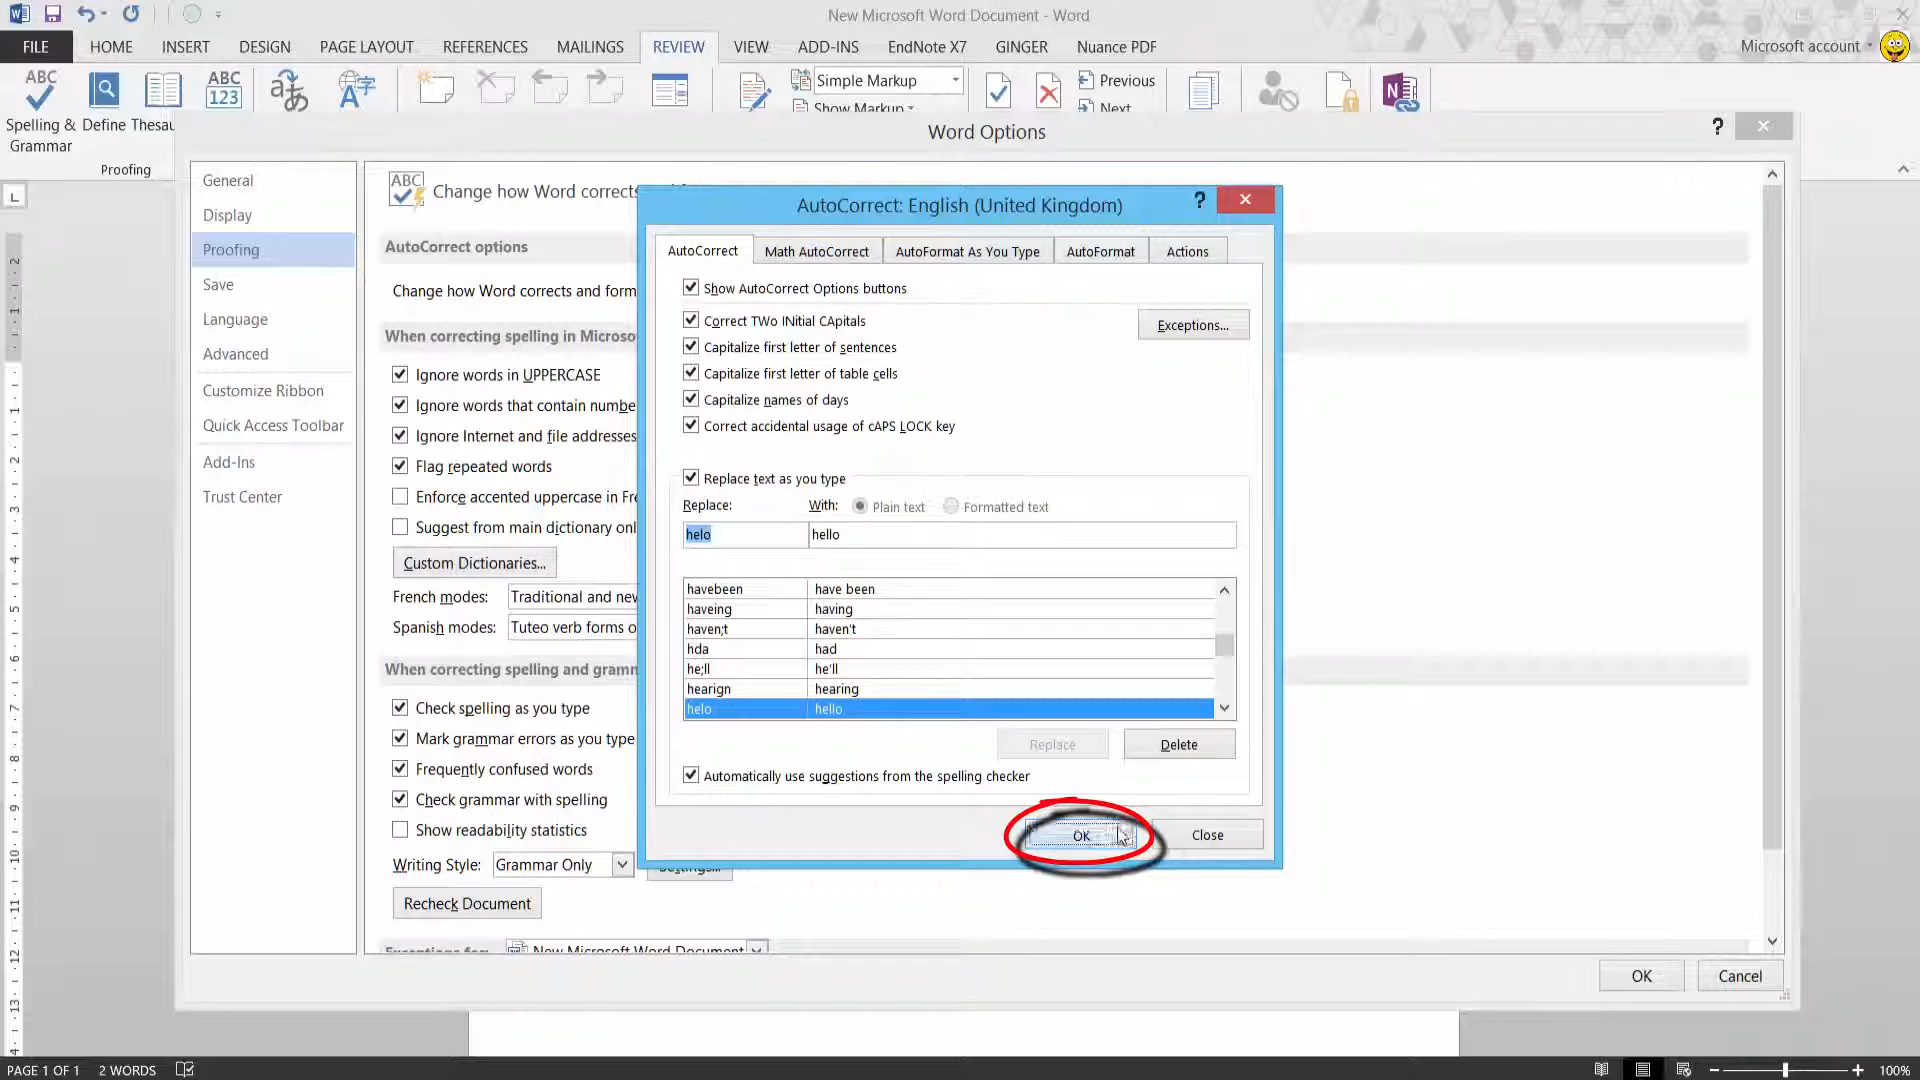 New Microsoft Word Document - Word
FILE HOME INSERT DESIGN PAGE LAYOUT REFERENCES MAILINGS REVIEW VIEW ADD-INS EndNote X7 GINGER Nuance PDF Microsoft account
ABC ABC 123 Simple Markup Previous
Show Markup Next
Spelling & Grammar Define Thesau
Proofing
Word Options
General
Display
Proofing
Save
Language
Advanced
Customize Ribbon
Quick Access Toolbar
Add-Ins
Trust Center
ABC Change how Word corrects
AutoCorrect options
Change how Word corrects and form
When correcting spelling in Microso
Ignore words in UPPERCASE
Ignore words that contain numbe
Ignore Internet and file addresses
Flag repeated words
Enforce accented uppercase in Fre
Suggest from main dictionary onl
Custom Dictionaries...
French modes: Traditional and new
Spanish modes: Tuteo verb forms o
When correcting spelling and gramm
Check spelling as you type
Mark grammar errors as you type
Frequently confused words
Check grammar with spelling
Show readability statistics
Writing Style: Grammar Only Settings...
Recheck Document
Exceptions for: New Microsoft Word Document
AutoCorrect: English (United Kingdom)
AutoCorrect Math AutoCorrect AutoFormat As You Type AutoFormat Actions
Show AutoCorrect Options buttons
Correct TWo INitial CApitals Exceptions...
Capitalize first letter of sentences
Capitalize first letter of table cells
Capitalize names of days
Correct accidental usage of cAPS LOCK key
Replace text as you type
Replace: With: Plain text Formatted text
helo hello
havebeen have been
haveing having
haven;t haven't
hda had
he;ll he'll
hearign hearing
helo hello
Replace Delete
Automatically use suggestions from the spelling checker
OK Close
OK Cancel
PAGE 1 OF 1 2 WORDS 100%